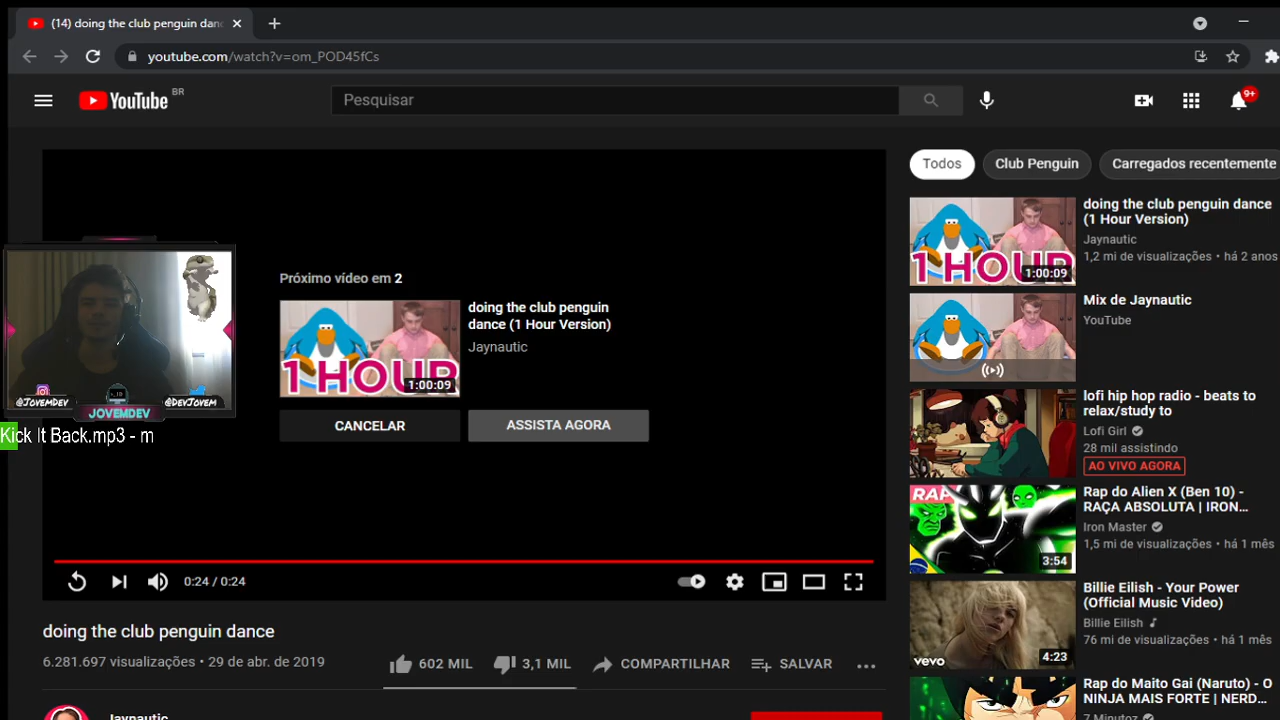 (14) doing the club penguin danc
youtube.com/watch?v=om_POD45fCs
YouTube BR
Pesquisar
9+
Todos
Club Penguin
Carregados recentemente
Próximo vídeo em 2
1 HOUR
1:00:09
doing the club penguin
dance (1 Hour Version)
Jaynautic
CANCELAR
ASSISTA AGORA
@JovemDev
JOVEMDEV
@DevJovem
Kick It Back.mp3 - m
0:24 / 0:24
doing the club penguin dance
6.281.697 visualizações • 29 de abr. de 2019
602 MIL
3,1 MIL
COMPARTILHAR
SALVAR
Jaynautic
1 HOUR
1:00:09
doing the club penguin dance
(1 Hour Version)
Jaynautic
1,2 mi de visualizações • há 2 anos
Mix de Jaynautic
YouTube
lofi hip hop radio - beats to
relax/study to
Lofi Girl
28 mil assistindo
AO VIVO AGORA
RAP
3:54
Rap do Alien X (Ben 10) -
RAÇA ABSOLUTA | IRON...
Iron Master
1,5 mi de visualizações • há 1 mês
vevo
4:23
Billie Eilish - Your Power
(Official Music Video)
Billie Eilish
76 mi de visualizações • há 1 mês
Rap do Maito Gai (Naruto) - O
NINJA MAIS FORTE | NERD...
7 Minutoz